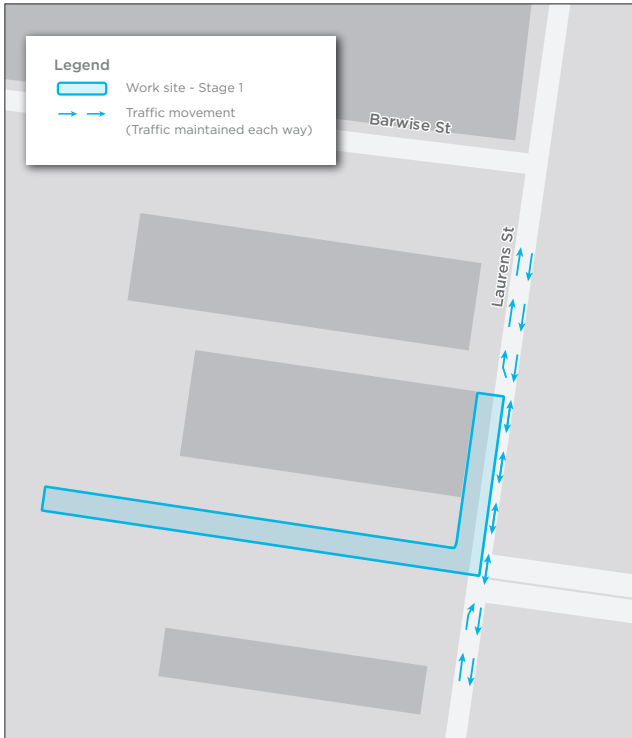 Legend
Work site - Stage 1
Traffic movement
(Traffic maintained each way)
Barwise St
Laurens St